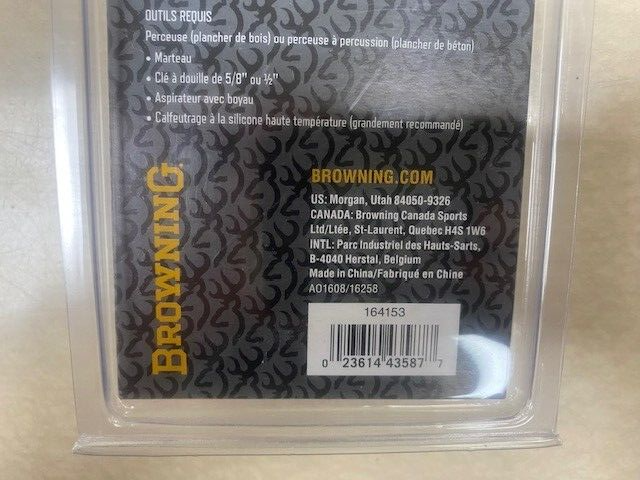 OUTILS REQUIS
Perceuse (plancher de bois) ou perceuse à percussion (plancher de béton)
• Marteau
• Clé à douille de 5/8" ou ½"
• Aspirateur avec boyau
• Calfeutrage à la silicone haute température (grandement recommandé)
BROWNING
BROWNING.COM
US: Morgan, Utah 84050-9326
CANADA: Browning Canada Sports
Ltd/Ltée, St-Laurent, Quebec H4S 1W6
INTL: Parc Industriel des Hauts-Sarts,
B-4040 Herstal, Belgium
Made in China/Fabriqué en Chine
AO1608/16258
164153
0 23614 43587 7